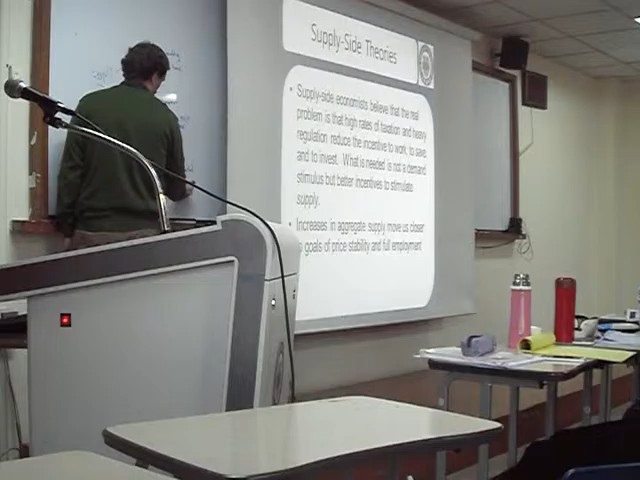 Supply-Side Theories
• Supply-side economists believe that the real
problem is that high rates of taxation and heavy
regulation reduce the incentive to work, to save,
and to invest. What is needed is not a demand
stimulus but better incentives to stimulate
supply.
Increases in aggregate supply move us closer
goals of price stability and full employment